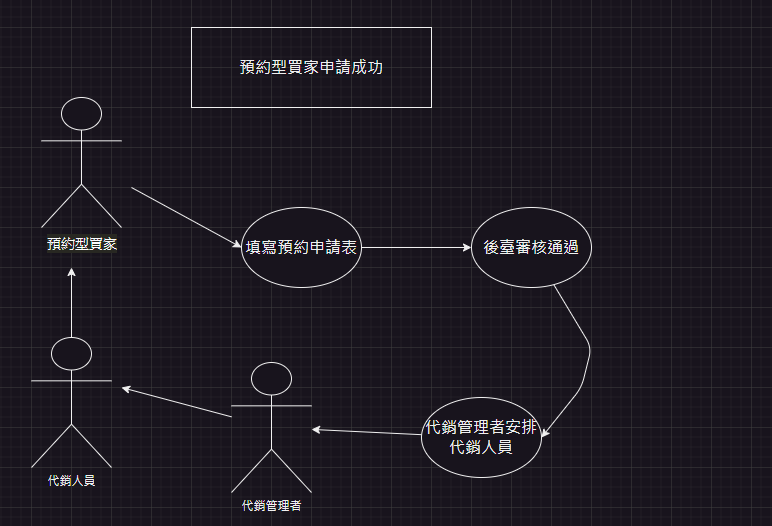 預約型買家申請成功
預約型買家
填寫預約申請表
後臺審核通過
代銷管理者安排
代銷人員
代銷人員
代銷管理者